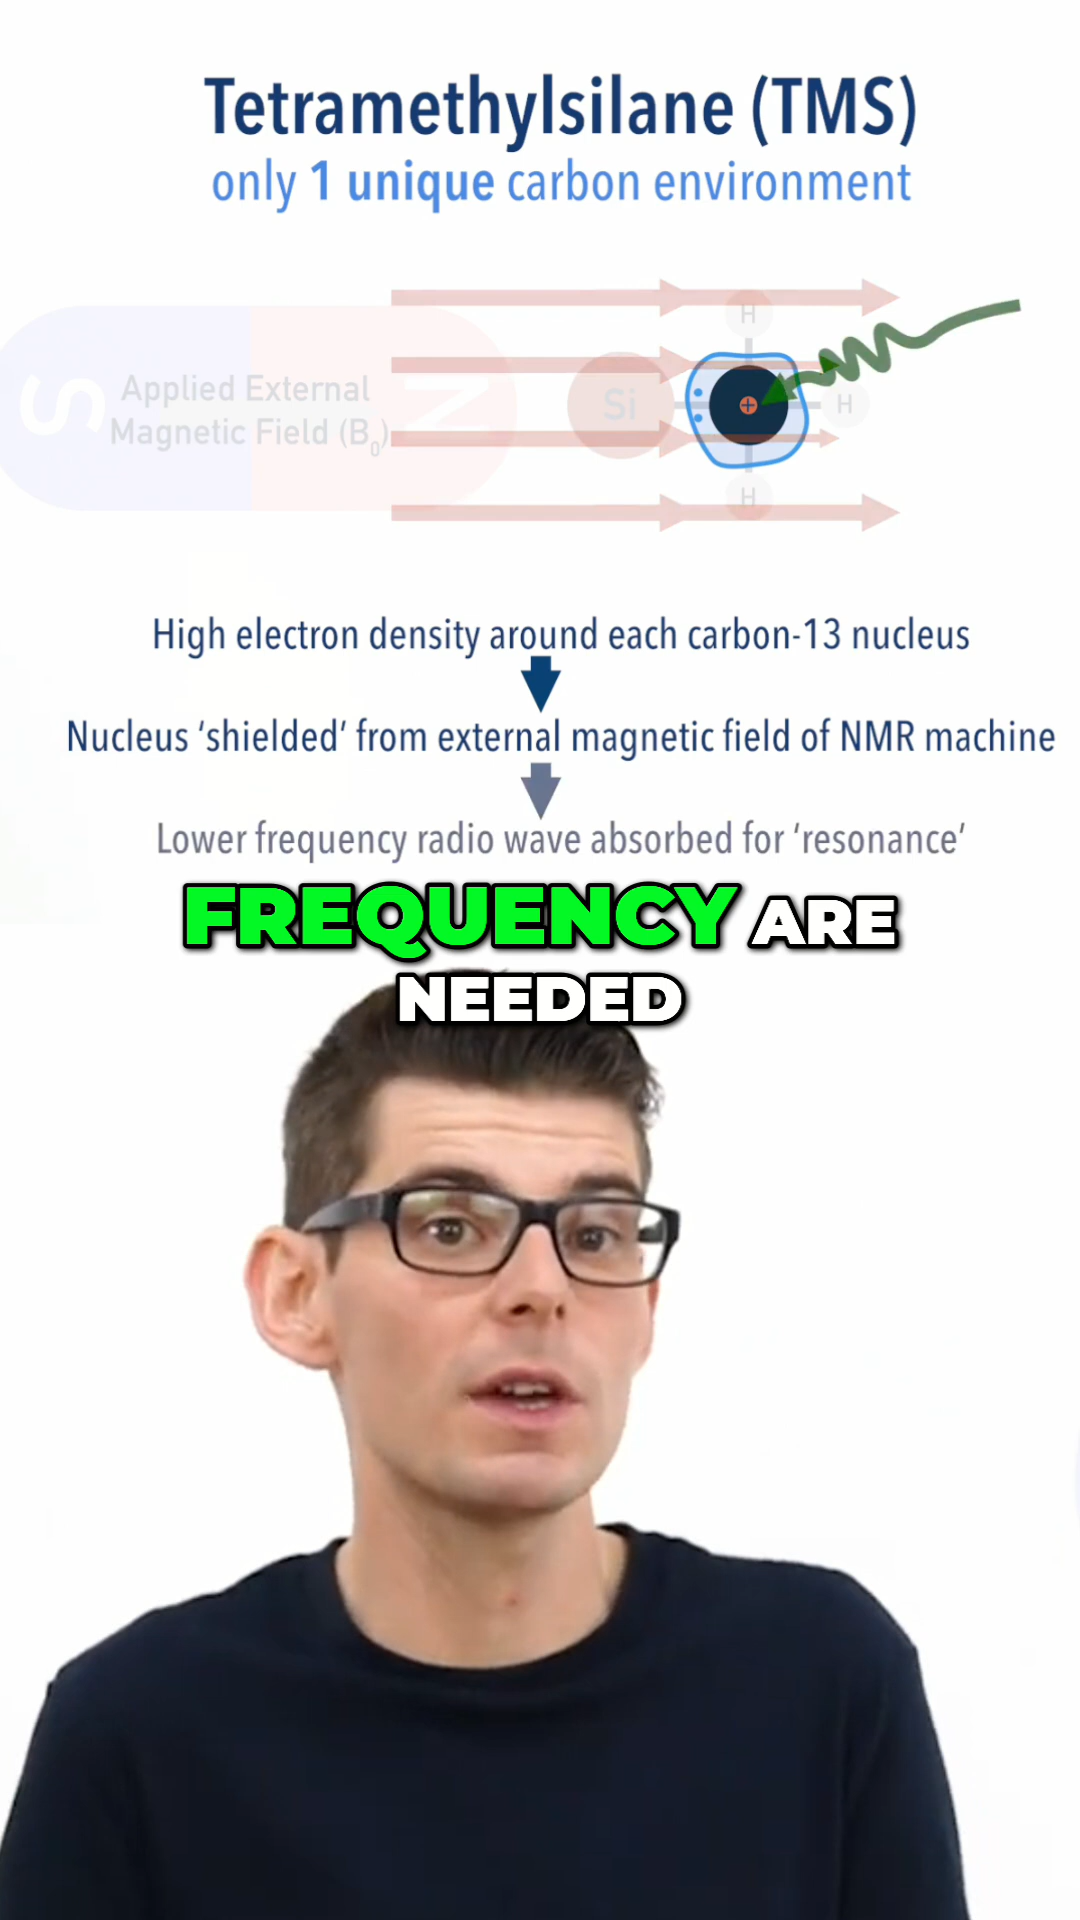 Tetramethylsilane (TMS)
only 1 unique carbon environment
H
S
Applied External
Magnetic Field (B0)
N
Si
H
H
High electron density around each carbon-13 nucleus
Nucleus ‘shielded’ from external magnetic field of NMR machine
Lower frequency radio wave absorbed for ‘resonance’
FREQUENCY ARE
NEEDED